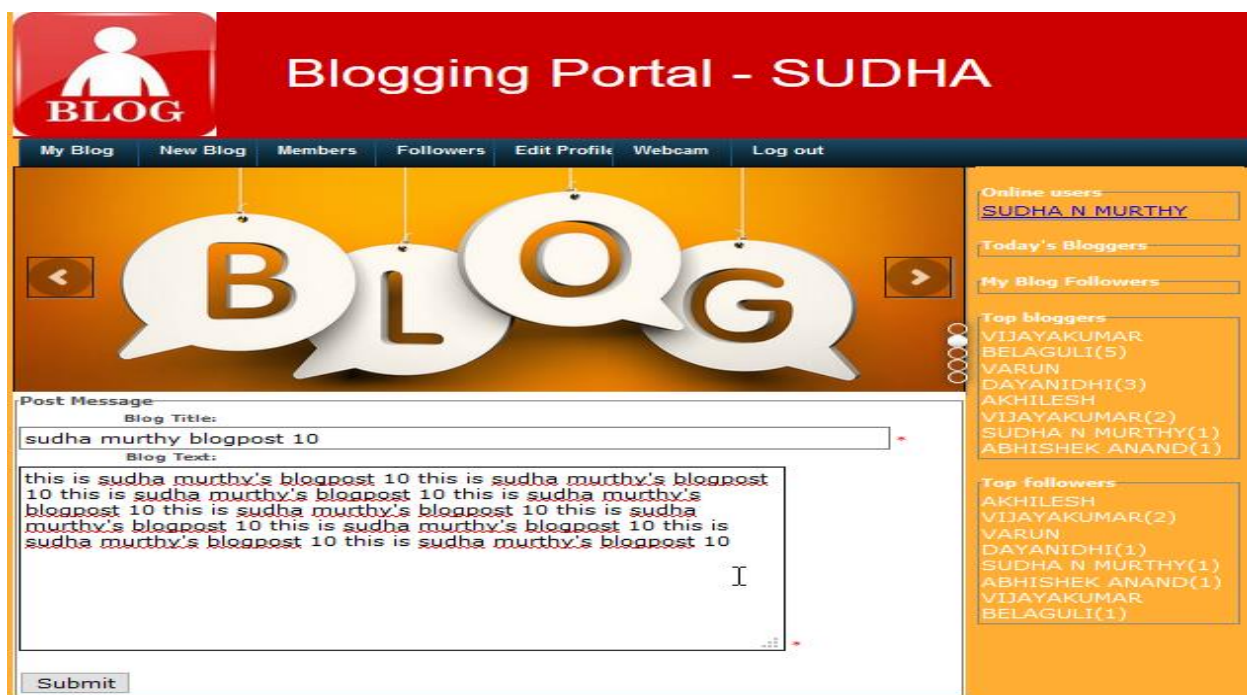 BLOG
Blogging Portal - SUDHA
My Blog New Blog Members Followers Edit Profile Webcam Log out
BLOG
Online users
SUDHA N MURTHY
Today's Bloggers
My Blog Followers
Top bloggers
VIJAYAKUMAR
BELAGULI(5)
VARUN
DAYANIDHI(3)
AKHILESH
VIJAYAKUMAR(2)
SUDHA N MURTHY(1)
ABHISHEK ANAND(1)
Top followers
AKHILESH
VIJAYAKUMAR(2)
VARUN
DAYANIDHI(1)
SUDHA N MURTHY(1)
ABHISHEK ANAND(1)
VIJAYAKUMAR
BELAGULI(1)
Post Message
Blog Title:
sudha murthy blogpost 10 *
Blog Text:
this is sudha murthy's blogpost 10 this is sudha murthy's blogpost
10 this is sudha murthy's blogpost 10 this is sudha murthy's
blogpost 10 this is sudha murthy's blogpost 10 this is sudha
murthy's blogpost 10 this is sudha murthy's blogpost 10 this is
sudha murthy's blogpost 10 this is sudha murthy's blogpost 10
*
Submit